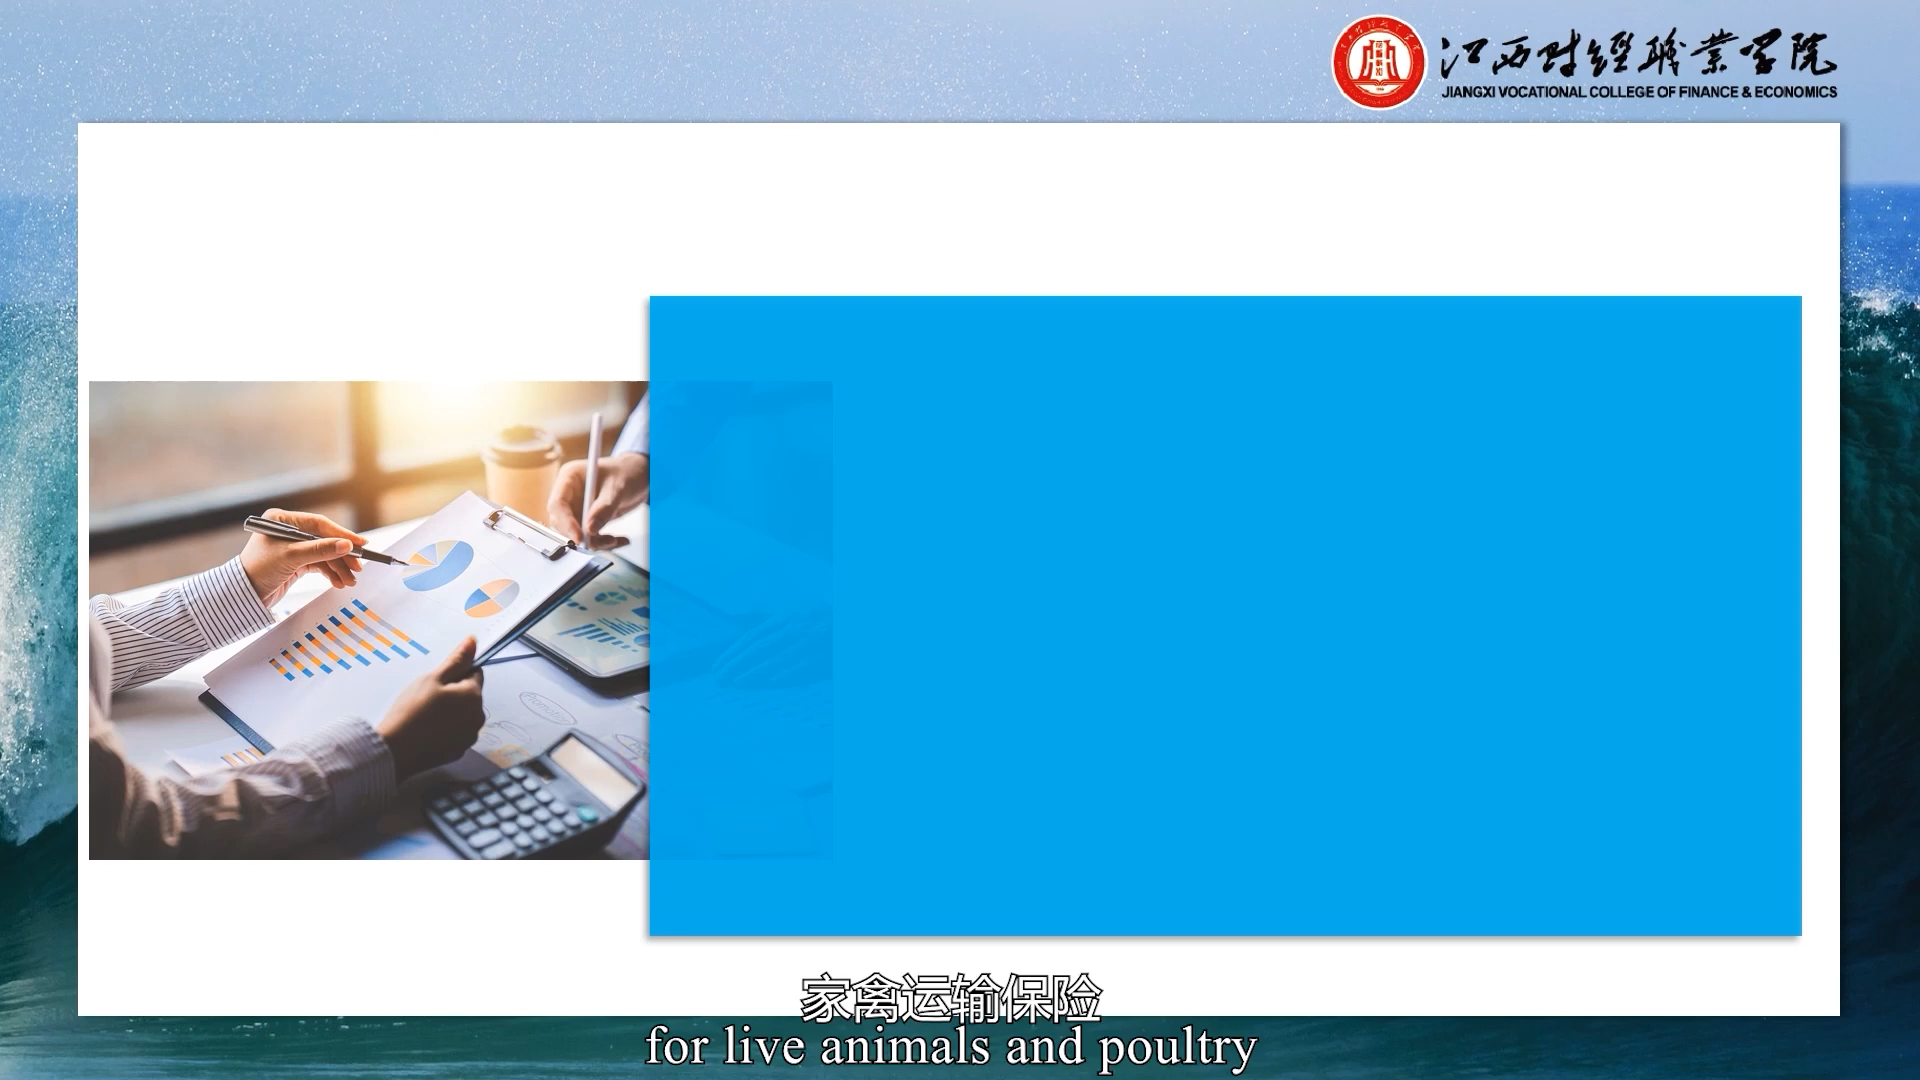 江西财经职业学院
JIANGXI VOCATIONAL COLLEGE OF FINANCE & ECONOMICS
Promotion
家禽运输保险
for live animals and poultry